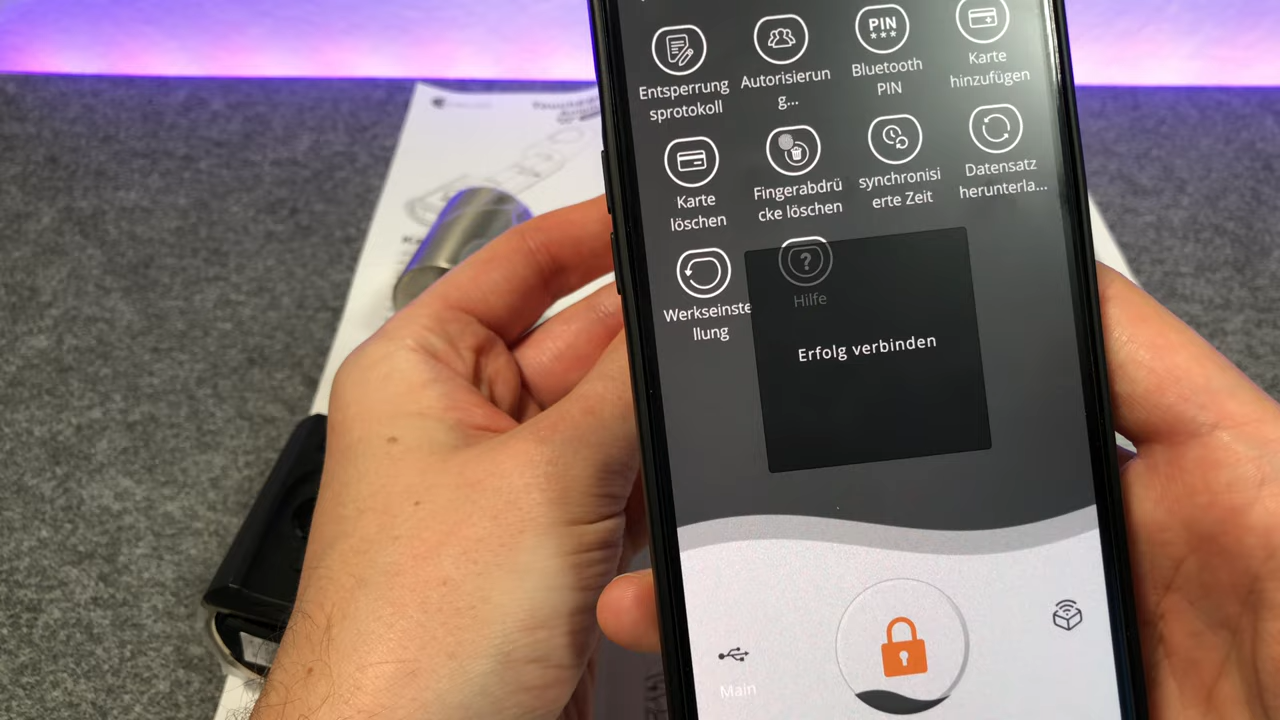 Entsperrung
sprotokoll
Autorisierun
g...
PIN
***
Bluetooth
PIN
Karte
hinzufügen
Karte
löschen
Fingerabdrü
cke löschen
synchronisi
erte Zeit
Datensatz
herunterla...
Werkseinste
llung
?
Hilfe
Erfolg verbinden
Main